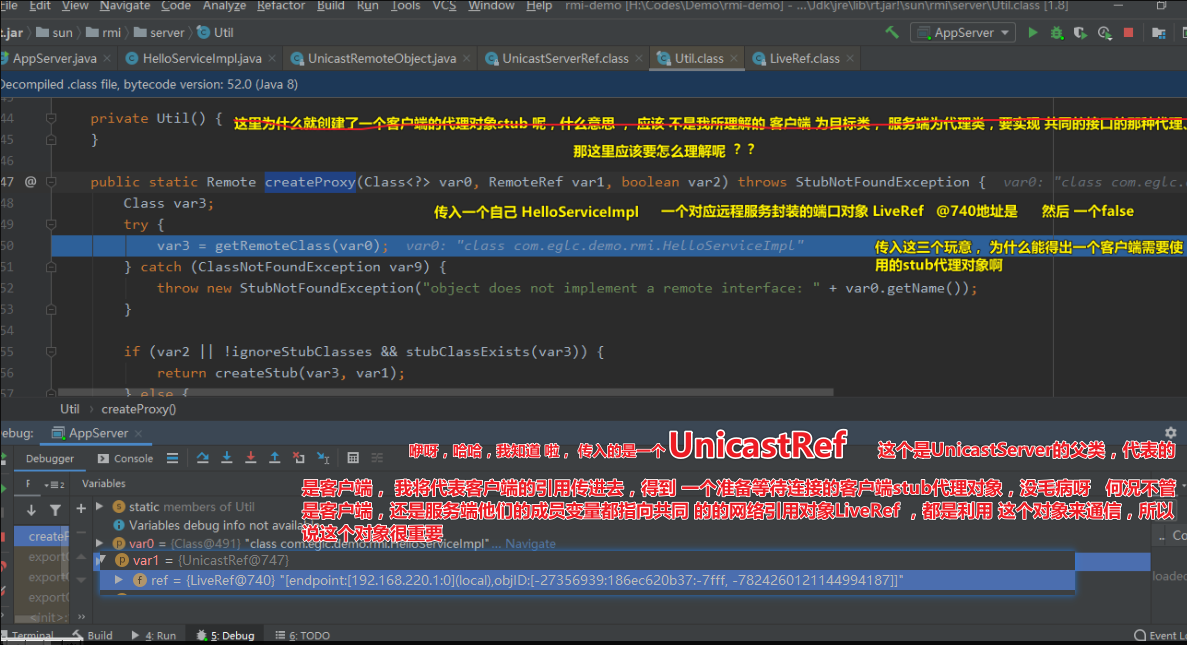 File Edit View Navigate Code Analyze Refactor Build Run Tools VCS Window Help rmi-demo [H:\Codes\Demo\rmi-demo] - ...\Jdk\jre\lib\rt.jar!\sun\rmi\server\Util.class [1.8]
t.jar sun rmi server Util AppServer
AppServer.java HelloServiceImpl.java UnicastRemoteObject.java UnicastServerRef.class Util.class LiveRef.class
Decompiled .class file, bytecode version: 52.0 (Java 8)
44 private Util() { 这里为什么就创建了一个客户端的代理对象stub 呢，什么意思 ， 应该 不是我所理解的 客户端 为目标类 ， 服务端为代理类，要实现 共同的接口的那种代理、
45 }
那这里应该要怎么理解呢 ？？
46
47 @ public static Remote createProxy(Class<?> var0, RemoteRef var1, boolean var2) throws StubNotFoundException { var0: "class com.eglc.
48 Class var3;
传入一个自己 HelloServiceImpl 一个对应远程服务封装的端口对象 LiveRef @740地址是 然后 一个false
49 try {
50 var3 = getRemoteClass(var0); var0: "class com.eglc.demo.rmi.HelloServiceImpl"
传入这三个玩意 ，为什么能得出一个客户端需要使
用的stub代理对象啊
51 } catch (ClassNotFoundException var9) {
52 throw new StubNotFoundException("object does not implement a remote interface: " + var0.getName());
53 }
54
55 if (var2 || !ignoreStubClasses && stubClassExists(var3)) {
56 return createStub(var3, var1);
57 } else {
Util createProxy()
Debug: AppServer
咿呀，哈哈，我知道 啦， 传入的是一个 UnicastRef 这个是UnicastServer的父类，代表的
是客户端 ， 我将代表客户端的引用传进去，得到 一个准备等待连接的客户端stub代理对象，没毛病呀 何况不管
是客户端，还是服务端他们的成员变量都指向共同 的的网络引用对象LiveRef ，都是利用 这个对象来通信，所以
说这个对象很重要
Debugger Console
F Variables
static members of Util
Variables debug info not avail
createF var0 = {Class@491} "class com.eglc.demo.rmi.HelloServiceImpl" ... Navigate
export var1 = {UnicastRef@747}
export ref = {LiveRef@740} "[endpoint:[192.168.220.1:0](local),objID:[-27356939:186ec620b37:-7fff, -7824260121144994187]]"
loaded
export
<init>:
Terminal Build 4: Run 5: Debug 6: TODO Event L